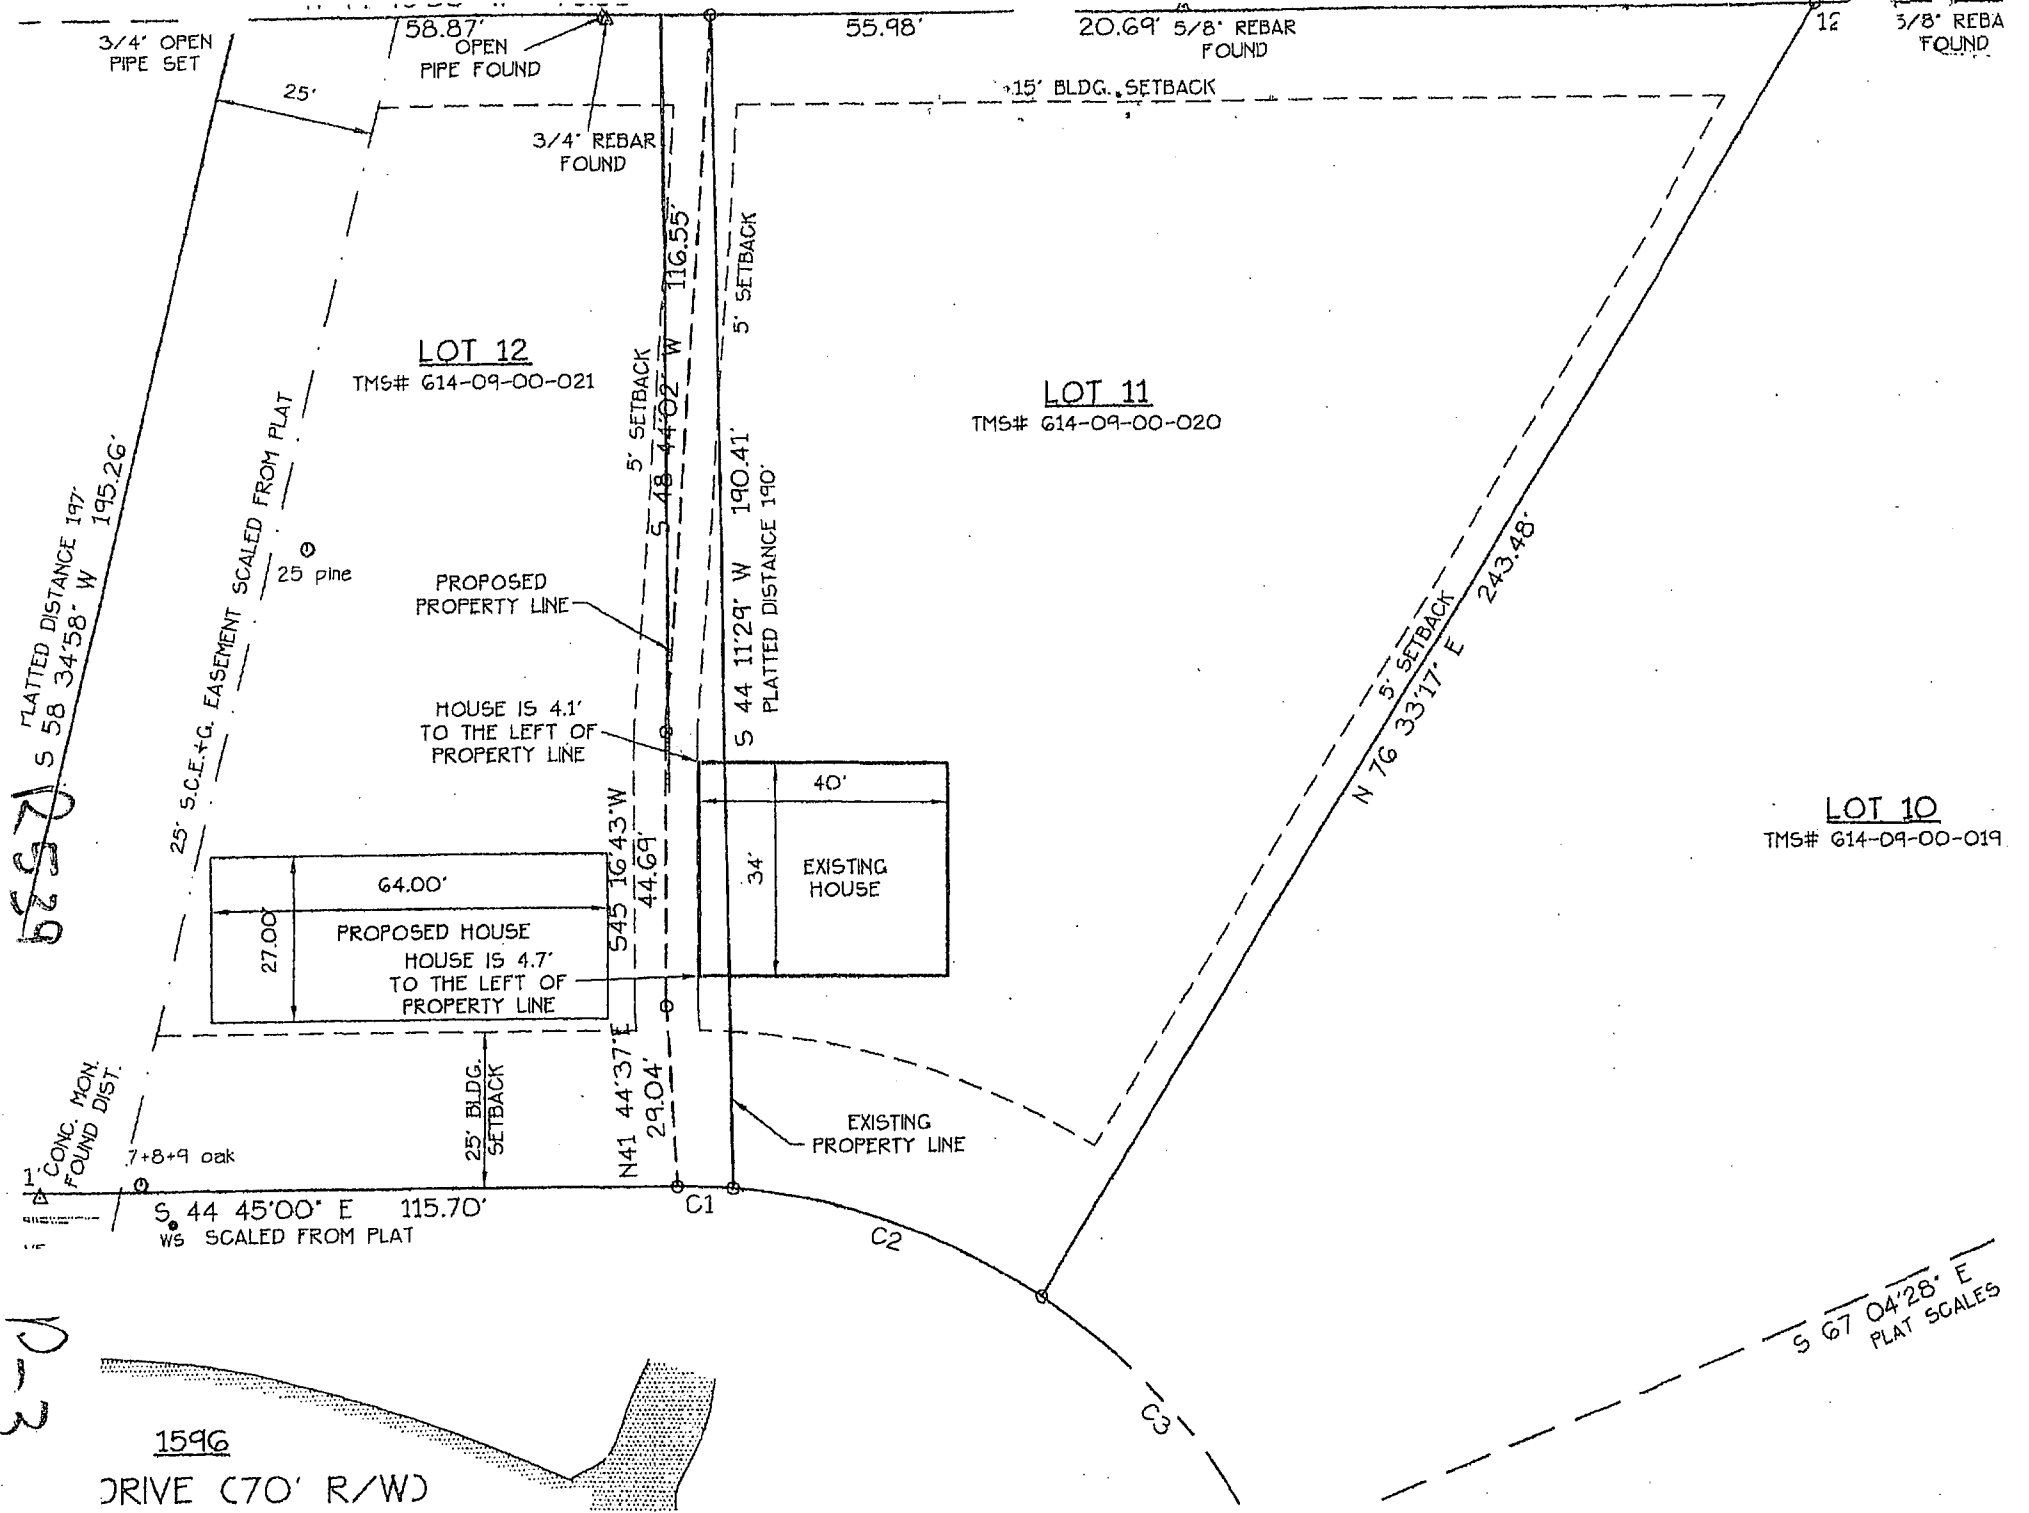 58.87'
55.98'
20.69'
5/8" REBAR
FOUND
12
3/8" REBA
FOUND
3/4" OPEN
PIPE SET
OPEN
PIPE FOUND
25'
15' BLDG. SETBACK
3/4" REBAR
FOUND
116.55'
S 48 44'02" W
5' SETBACK
5' SETBACK
LOT 12
TMS# 614-09-00-021
LOT 11
TMS# 614-09-00-020
PLATTED DISTANCE 197'
S 58 34'58" W 195.26'
25' S.C.E.+G. EASEMENT SCALED FROM PLAT
25 pine
S 44 11'29" W 190.41'
PLATTED DISTANCE 190'
PROPOSED
PROPERTY LINE
5' SETBACK
N 76 33'17" E 243.48'
HOUSE IS 4.1'
TO THE LEFT OF
PROPERTY LINE
40'
34'
EXISTING
HOUSE
LOT 10
TMS# 614-09-00-019
R529
64.00'
27.00'
PROPOSED HOUSE
HOUSE IS 4.7'
TO THE LEFT OF
PROPERTY LINE
S45 16'43"W
44.69'
N41 44'37"E
29.04'
25' BLDG.
SETBACK
EXISTING
PROPERTY LINE
1'
CONC. MON.
FOUND DIST.
7+8+9 oak
S 44 45'00" E 115.70'
WS SCALED FROM PLAT
C1
C2
C3
S 67 04'28" E
PLAT SCALES
P-3
1596
DRIVE (70' R/W)